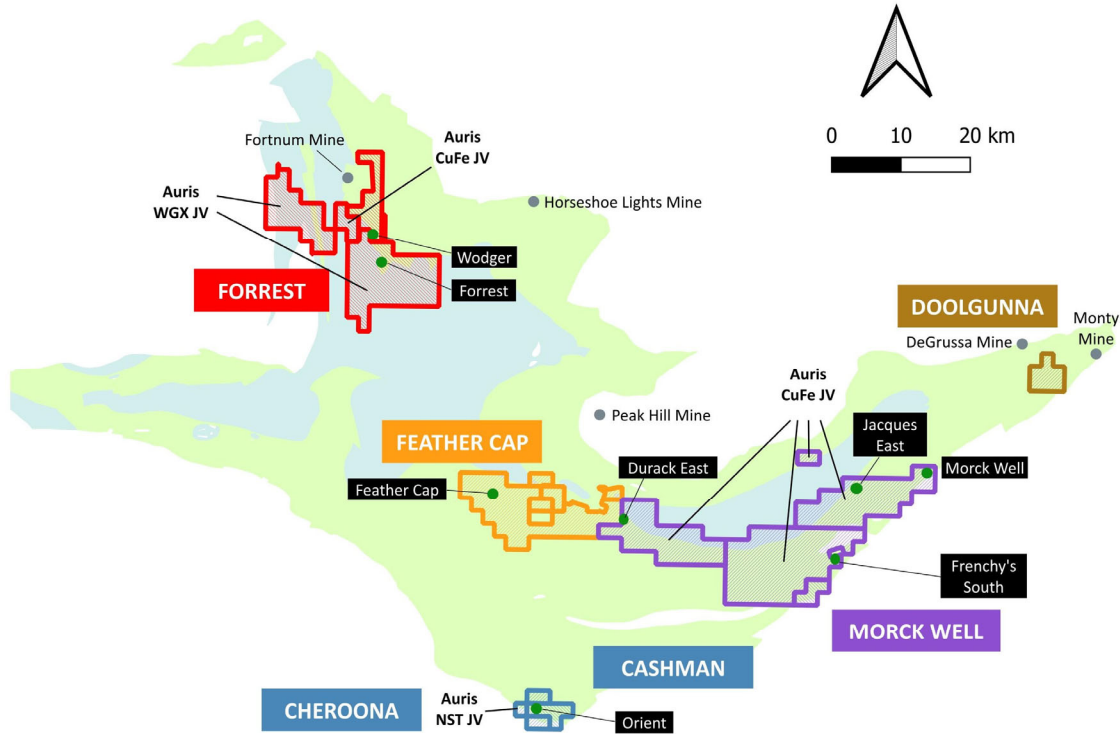 0 10 20 km
Fortnum Mine
Auris
CuFe JV
Auris
WGX JV
Horseshoe Lights Mine
Wodger
Forrest
FORREST
DOOLGUNNA
Monty
Mine
DeGrussa Mine
Auris
CuFe JV
Peak Hill Mine
Jacques
East
FEATHER CAP
Durack East
Morck Well
Feather Cap
Frenchy's
South
MORCK WELL
CASHMAN
CHEROONA
Auris
NST JV
Orient